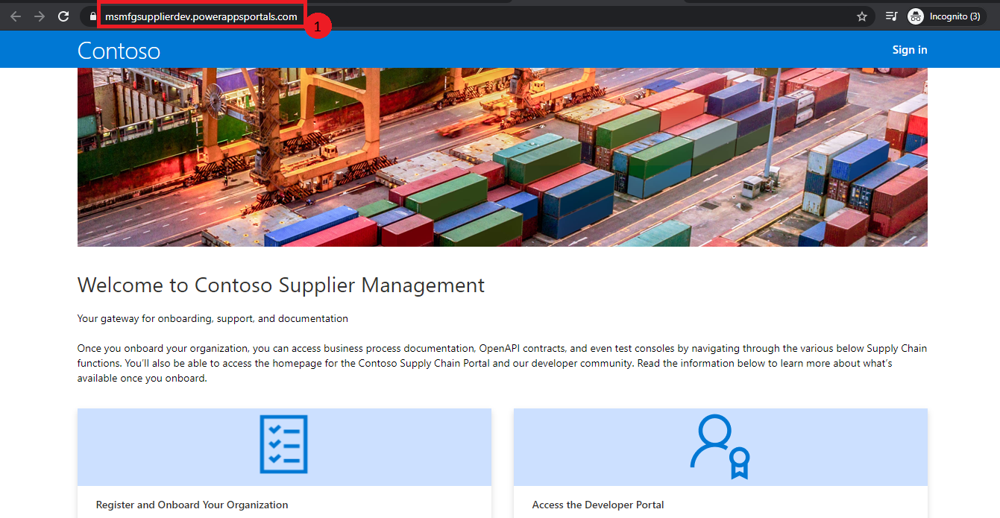 msmfgsupplierdev.powerappsportals.com
1
Incognito (3)
Contoso
Sign in
Welcome to Contoso Supplier Management
Your gateway for onboarding, support, and documentation
Once you onboard your organization, you can access business process documentation, OpenAPI contracts, and even test consoles by navigating through the various below Supply Chain
functions. You’ll also be able to access the homepage for the Contoso Supply Chain Portal and our developer community. Read the information below to learn more about what’s
available once you onboard.
Register and Onboard Your Organization
Access the Developer Portal